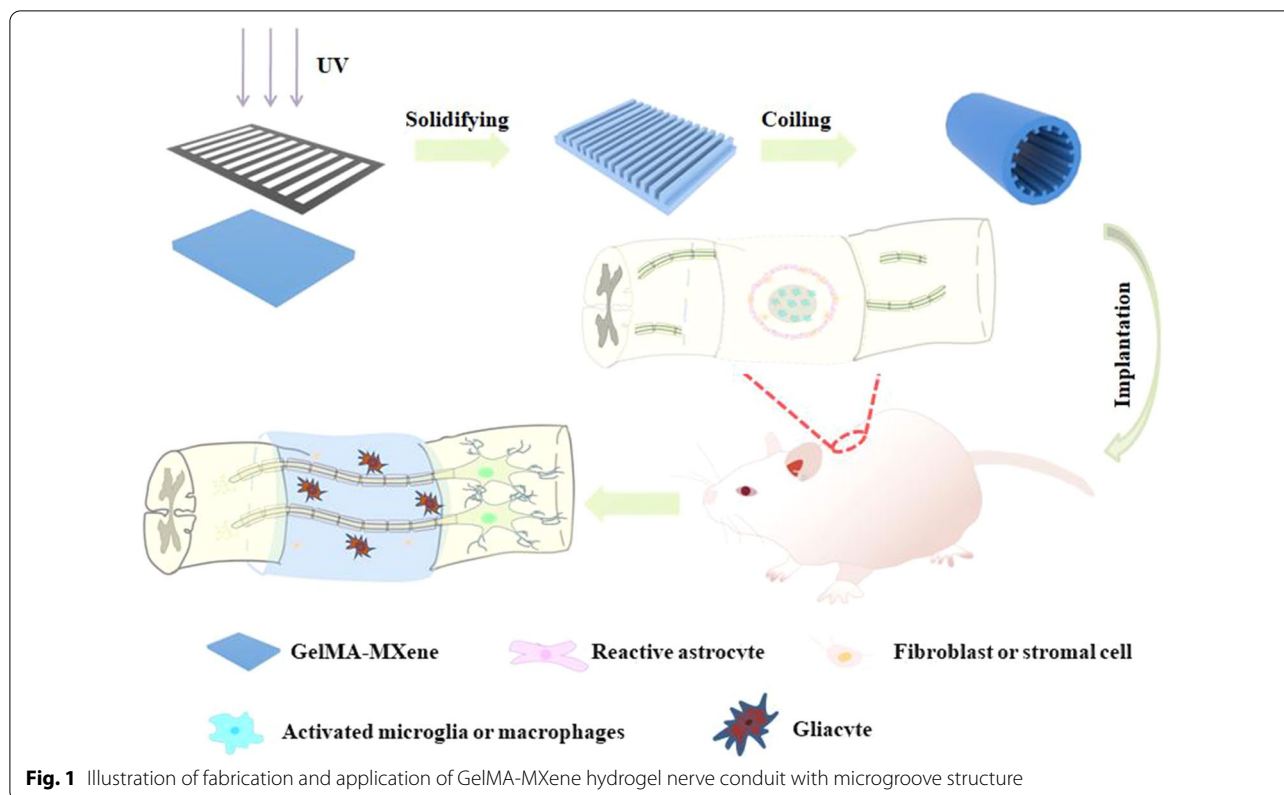 UV
Solidifying
Coiling
Implantation
GelMA-MXene
Reactive astrocyte
Fibroblast or stromal cell
Activated microglia or macrophages
Gliacyte
Fig. 1 Illustration of fabrication and application of GelMA-MXene hydrogel nerve conduit with microgroove structure